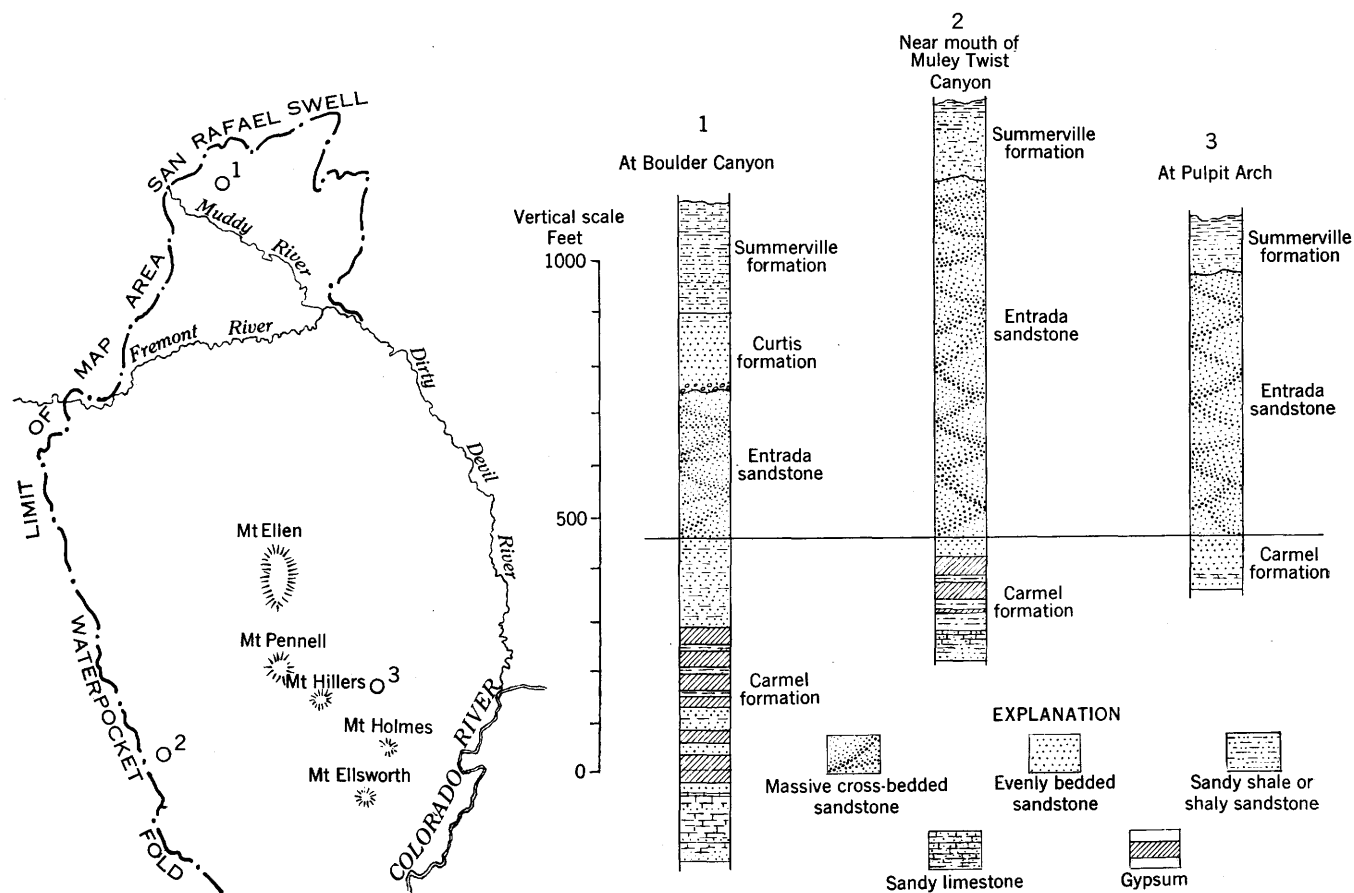 SAN RAFAEL SWELL
LIMIT OF MAP AREA
1
Muddy River
Fremont River
Dirty Devil River
Mt Ellen
Mt Pennell
Mt Hillers
3
Mt Holmes
Mt Ellsworth
2
WATERPOCKET FOLD
COLORADO RIVER
Vertical scale
Feet
1000
500
0
1
At Boulder Canyon
Summerville
formation
Curtis
formation
Entrada
sandstone
Carmel
formation
2
Near mouth of
Muley Twist
Canyon
Summerville
formation
Entrada
sandstone
Carmel
formation
3
At Pulpit Arch
Summerville
formation
Entrada
sandstone
Carmel
formation
EXPLANATION
Massive cross-bedded
sandstone
Evenly bedded
sandstone
Sandy shale or
shaly sandstone
Sandy limestone
Gypsum